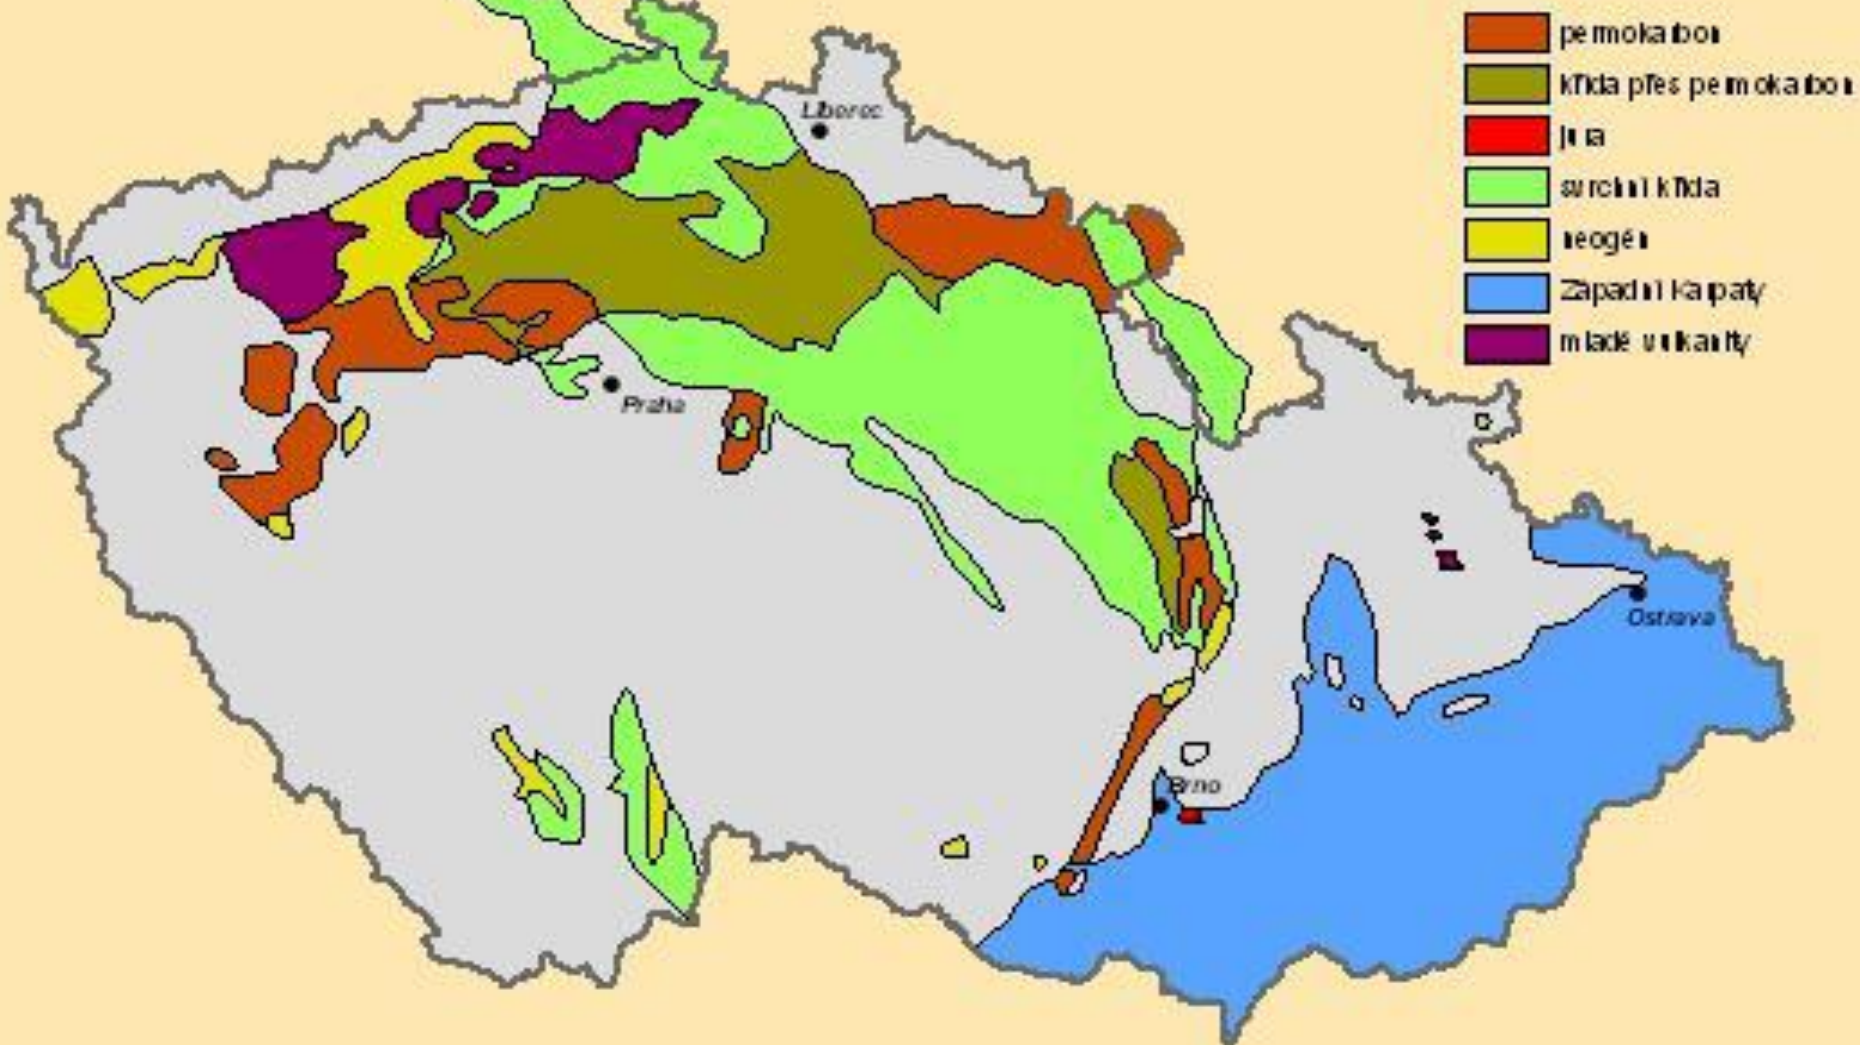 permokarbon
křída přes permokarbon
jura
svrchní křída
neogén
Západní Karpaty
mladé vulkanity
Liberec
Praha
Ostrava
Brno